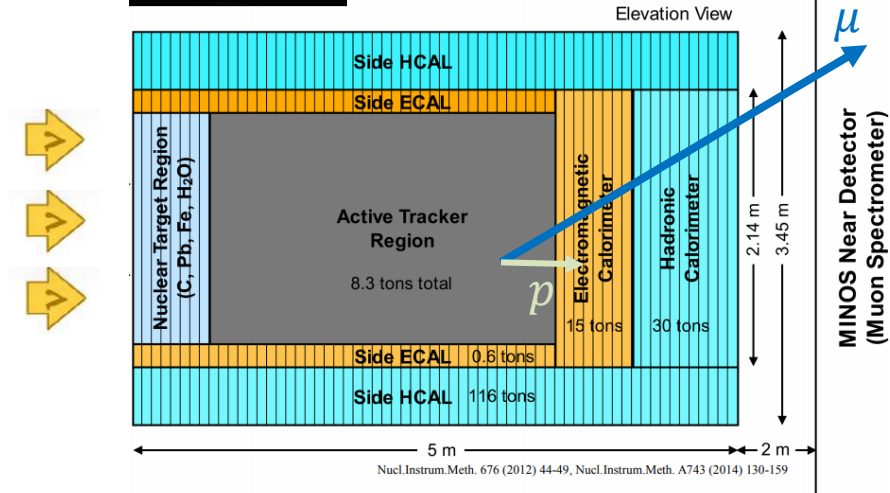 Elevation View
μ
Side HCAL
Side ECAL
ν
ν
ν
Nuclear Target Region
(C, Pb, Fe, H₂O)
Active Tracker
Region
8.3 tons total
p
Electromagnetic
Calorimeter
15 tons
Hadronic
Calorimeter
30 tons
2.14 m
3.45 m
MINOS Near Detector
(Muon Spectrometer)
Side ECAL 0.6 tons
Side HCAL 116 tons
5 m
2 m
Nucl.Instrum.Meth. 676 (2012) 44-49, Nucl.Instrum.Meth. A743 (2014) 130-159